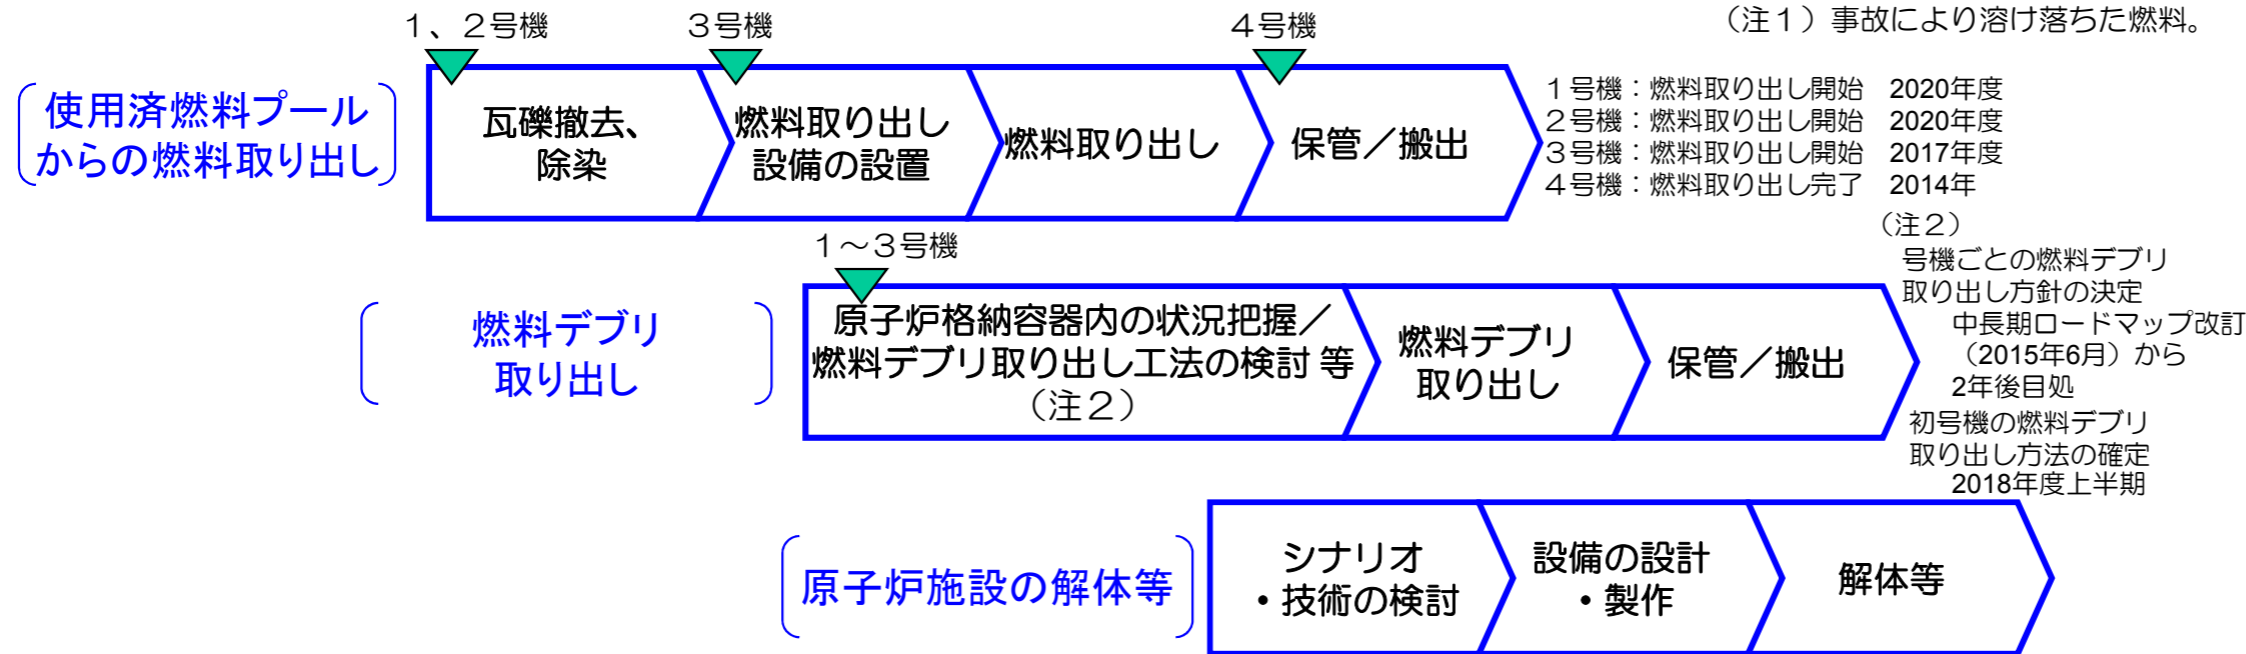 （注１）事故により溶け落ちた燃料。
１、２号機
３号機
４号機
使用済燃料プール
からの燃料取り出し
瓦礫撤去、
除染
燃料取り出し
設備の設置
燃料取り出し
保管／搬出
１号機：燃料取り出し開始　2020年度
２号機：燃料取り出し開始　2020年度
３号機：燃料取り出し開始　2017年度
４号機：燃料取り出し完了　2014年
１～３号機
燃料デブリ
取り出し
原子炉格納容器内の状況把握／
燃料デブリ取り出し工法の検討 等
（注２）
燃料デブリ
取り出し
保管／搬出
（注２）
号機ごとの燃料デブリ
取り出し方針の決定
中長期ロードマップ改訂
（2015年6月）から
2年後目処
初号機の燃料デブリ
取り出し方法の確定
2018年度上半期
原子炉施設の解体等
シナリオ
・技術の検討
設備の設計
・製作
解体等